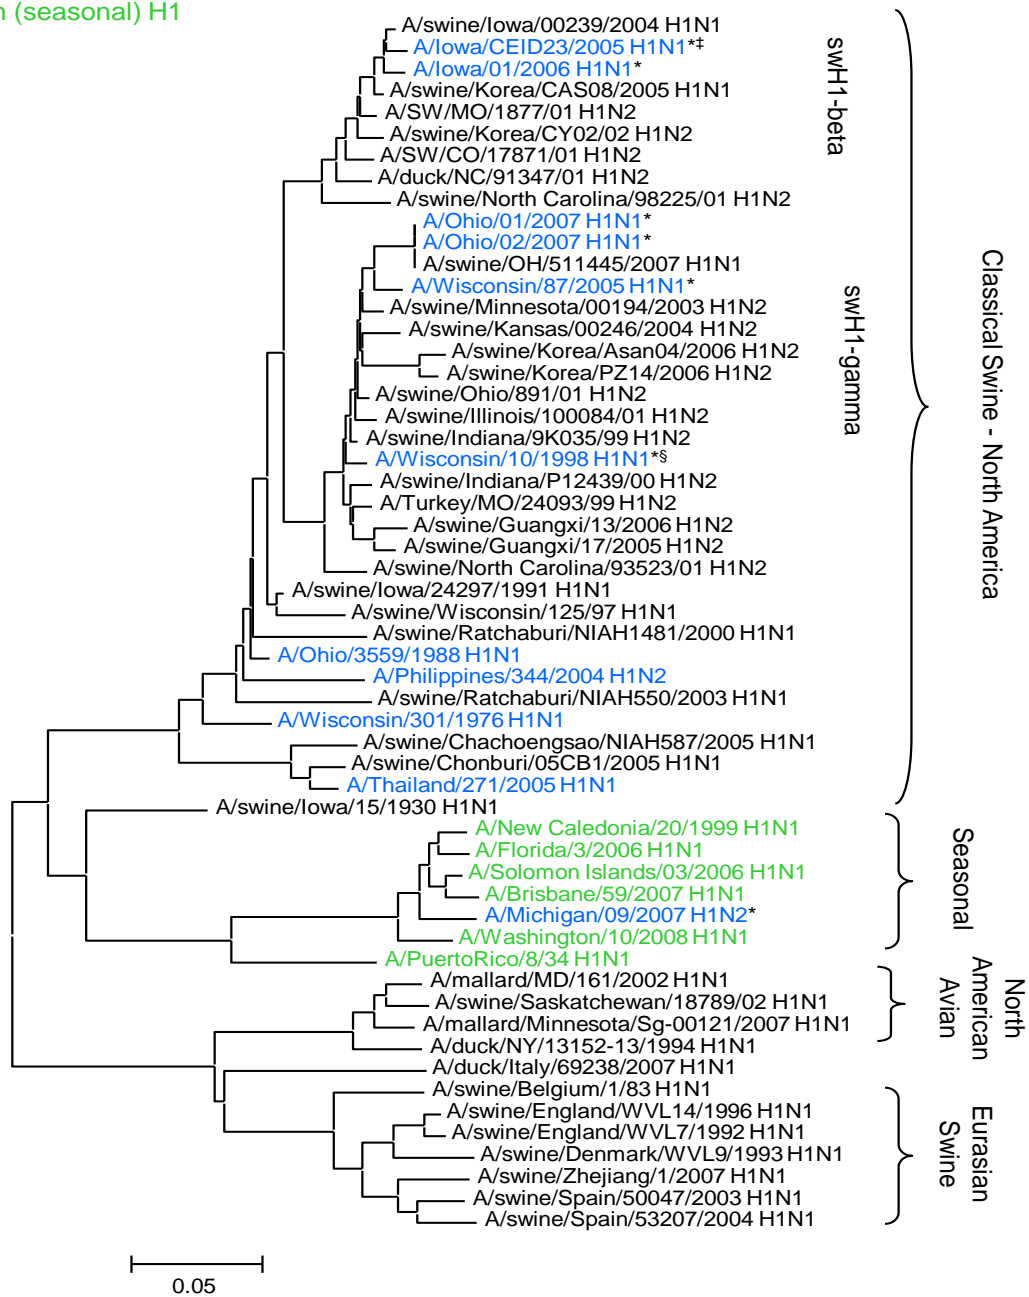 n (seasonal) H1
A/swine/Iowa/00239/2004 H1N1
A/Iowa/CEID23/2005 H1N1*‡
A/Iowa/01/2006 H1N1*
A/swine/Korea/CAS08/2005 H1N1
A/SW/MO/1877/01 H1N2
A/swine/Korea/CY02/02 H1N2
A/SW/CO/17871/01 H1N2
A/duck/NC/91347/01 H1N2
A/swine/North Carolina/98225/01 H1N2
swH1-beta
A/Ohio/01/2007 H1N1*
A/Ohio/02/2007 H1N1*
A/swine/OH/511445/2007 H1N1
A/Wisconsin/87/2005 H1N1*
A/swine/Minnesota/00194/2003 H1N2
A/swine/Kansas/00246/2004 H1N2
A/swine/Korea/Asan04/2006 H1N2
A/swine/Korea/PZ14/2006 H1N2
A/swine/Ohio/891/01 H1N2
A/swine/Illinois/100084/01 H1N2
A/swine/Indiana/9K035/99 H1N2
A/Wisconsin/10/1998 H1N1*§
A/swine/Indiana/P12439/00 H1N2
A/Turkey/MO/24093/99 H1N2
A/swine/Guangxi/13/2006 H1N2
A/swine/Guangxi/17/2005 H1N2
A/swine/North Carolina/93523/01 H1N2
swH1-gamma
A/swine/Iowa/24297/1991 H1N1
A/swine/Wisconsin/125/97 H1N1
A/swine/Ratchaburi/NIAH1481/2000 H1N1
A/Ohio/3559/1988 H1N1
A/Philippines/344/2004 H1N2
A/swine/Ratchaburi/NIAH550/2003 H1N1
A/Wisconsin/301/1976 H1N1
A/swine/Chachoengsao/NIAH587/2005 H1N1
A/swine/Chonburi/05CB1/2005 H1N1
A/Thailand/271/2005 H1N1
Classical Swine - North America
A/swine/Iowa/15/1930 H1N1
A/New Caledonia/20/1999 H1N1
A/Florida/3/2006 H1N1
A/Solomon Islands/03/2006 H1N1
A/Brisbane/59/2007 H1N1
A/Michigan/09/2007 H1N2*
A/Washington/10/2008 H1N1
A/PuertoRico/8/34 H1N1
Seasonal
A/mallard/MD/161/2002 H1N1
A/swine/Saskatchewan/18789/02 H1N1
A/mallard/Minnesota/Sg-00121/2007 H1N1
A/duck/NY/13152-13/1994 H1N1
North
American
Avian
A/duck/Italy/69238/2007 H1N1
A/swine/Belgium/1/83 H1N1
A/swine/England/WVL14/1996 H1N1
A/swine/England/WVL7/1992 H1N1
A/swine/Denmark/WVL9/1993 H1N1
A/swine/Zhejiang/1/2007 H1N1
A/swine/Spain/50047/2003 H1N1
A/swine/Spain/53207/2004 H1N1
Eurasian
Swine
0.05